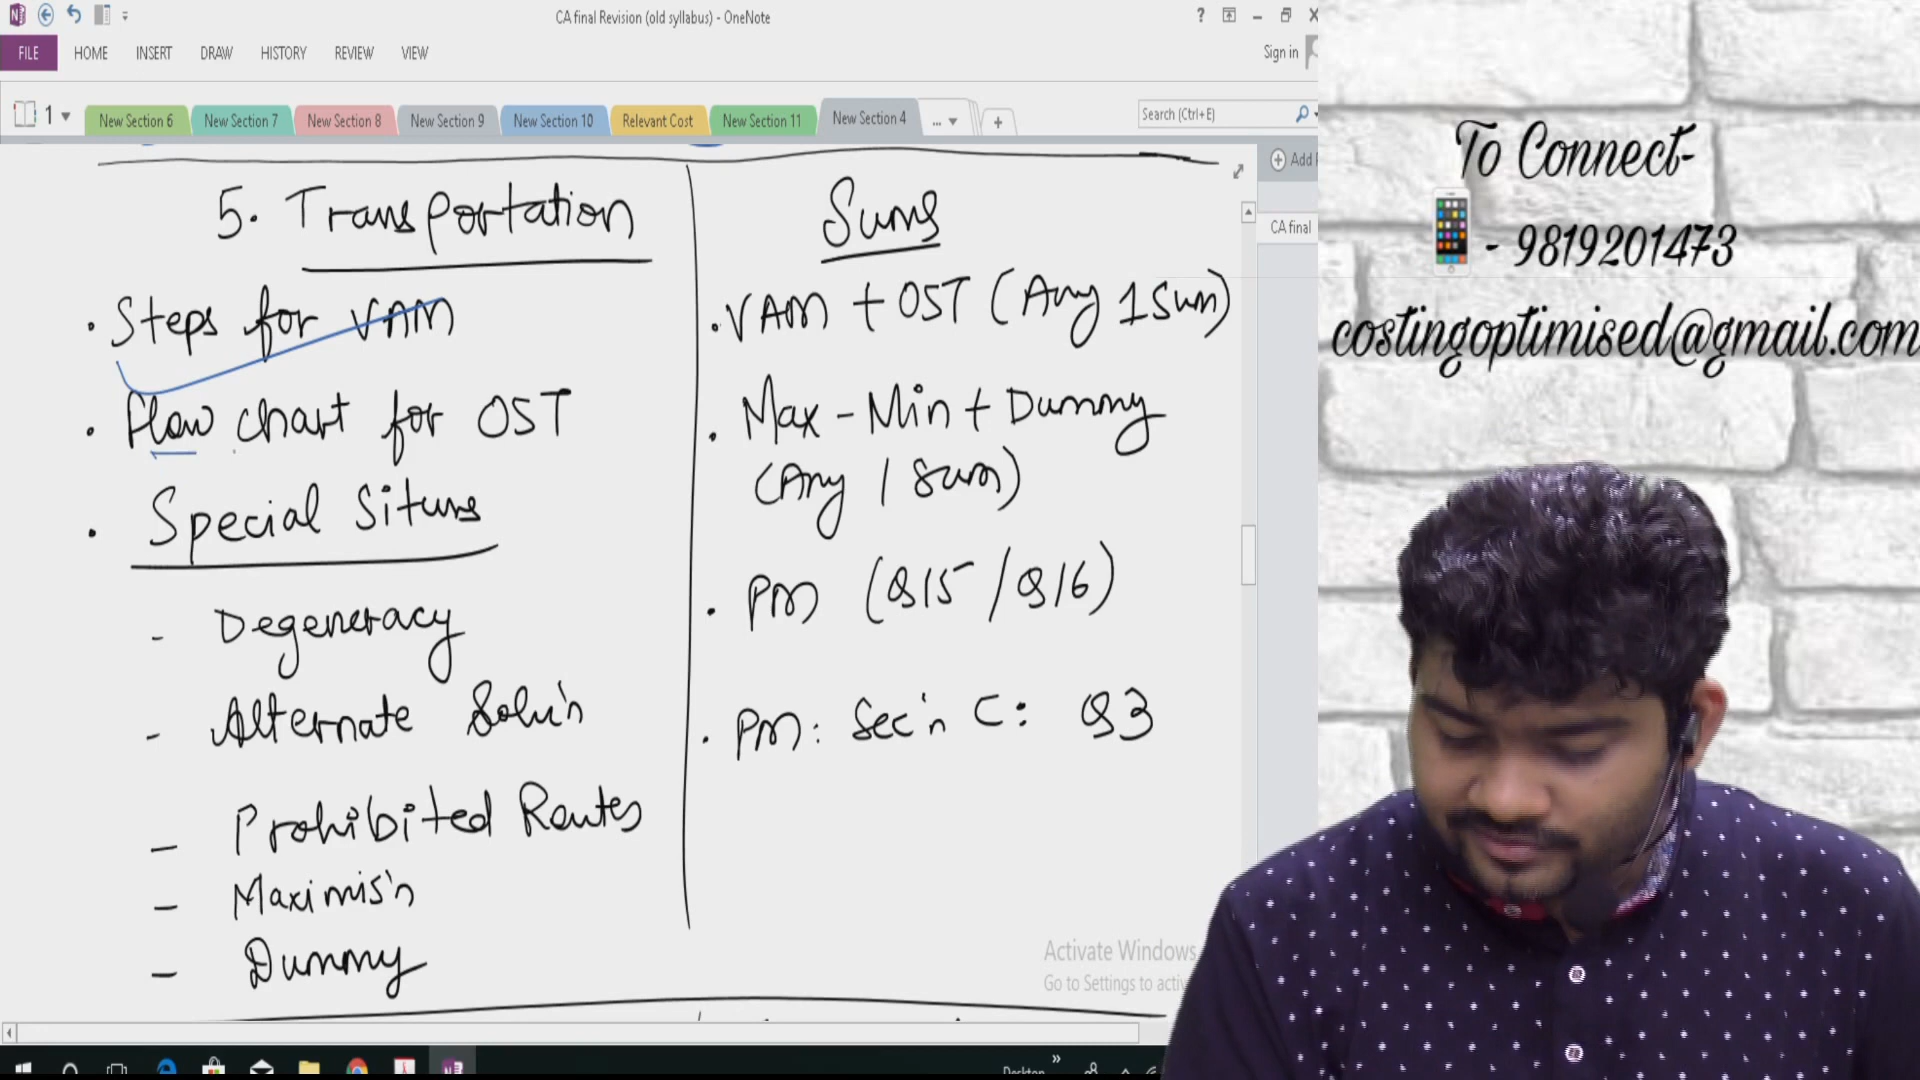 CA final Revision (old syllabus) - OneNote
FILE HOME INSERT DRAW HISTORY REVIEW VIEW
Sign in
1
New Section 6 New Section 7 New Section 8 New Section 9 New Section 10 Relevant Cost New Section 11 New Section 4 ...
Search (Ctrl+E)
Add
CA final
5. Transportation
. Steps for VAM
. Flow chart for OST
. Special Situns
- Degeneracy
- Alternate Solu'n
- Prohibited Routes
- Maximis'n
- Dummy
Sums
. VAM + OST (Any 1 Sum)
. Max - Min + Dummy
(Any 1 Sum)
. PM (Q15 / Q16)
. PM: Sec'n C: Q3
Activate Windows
Go to Settings to activ
Desktop
To Connect-
- 9819201473
costingoptimised@gmail.com